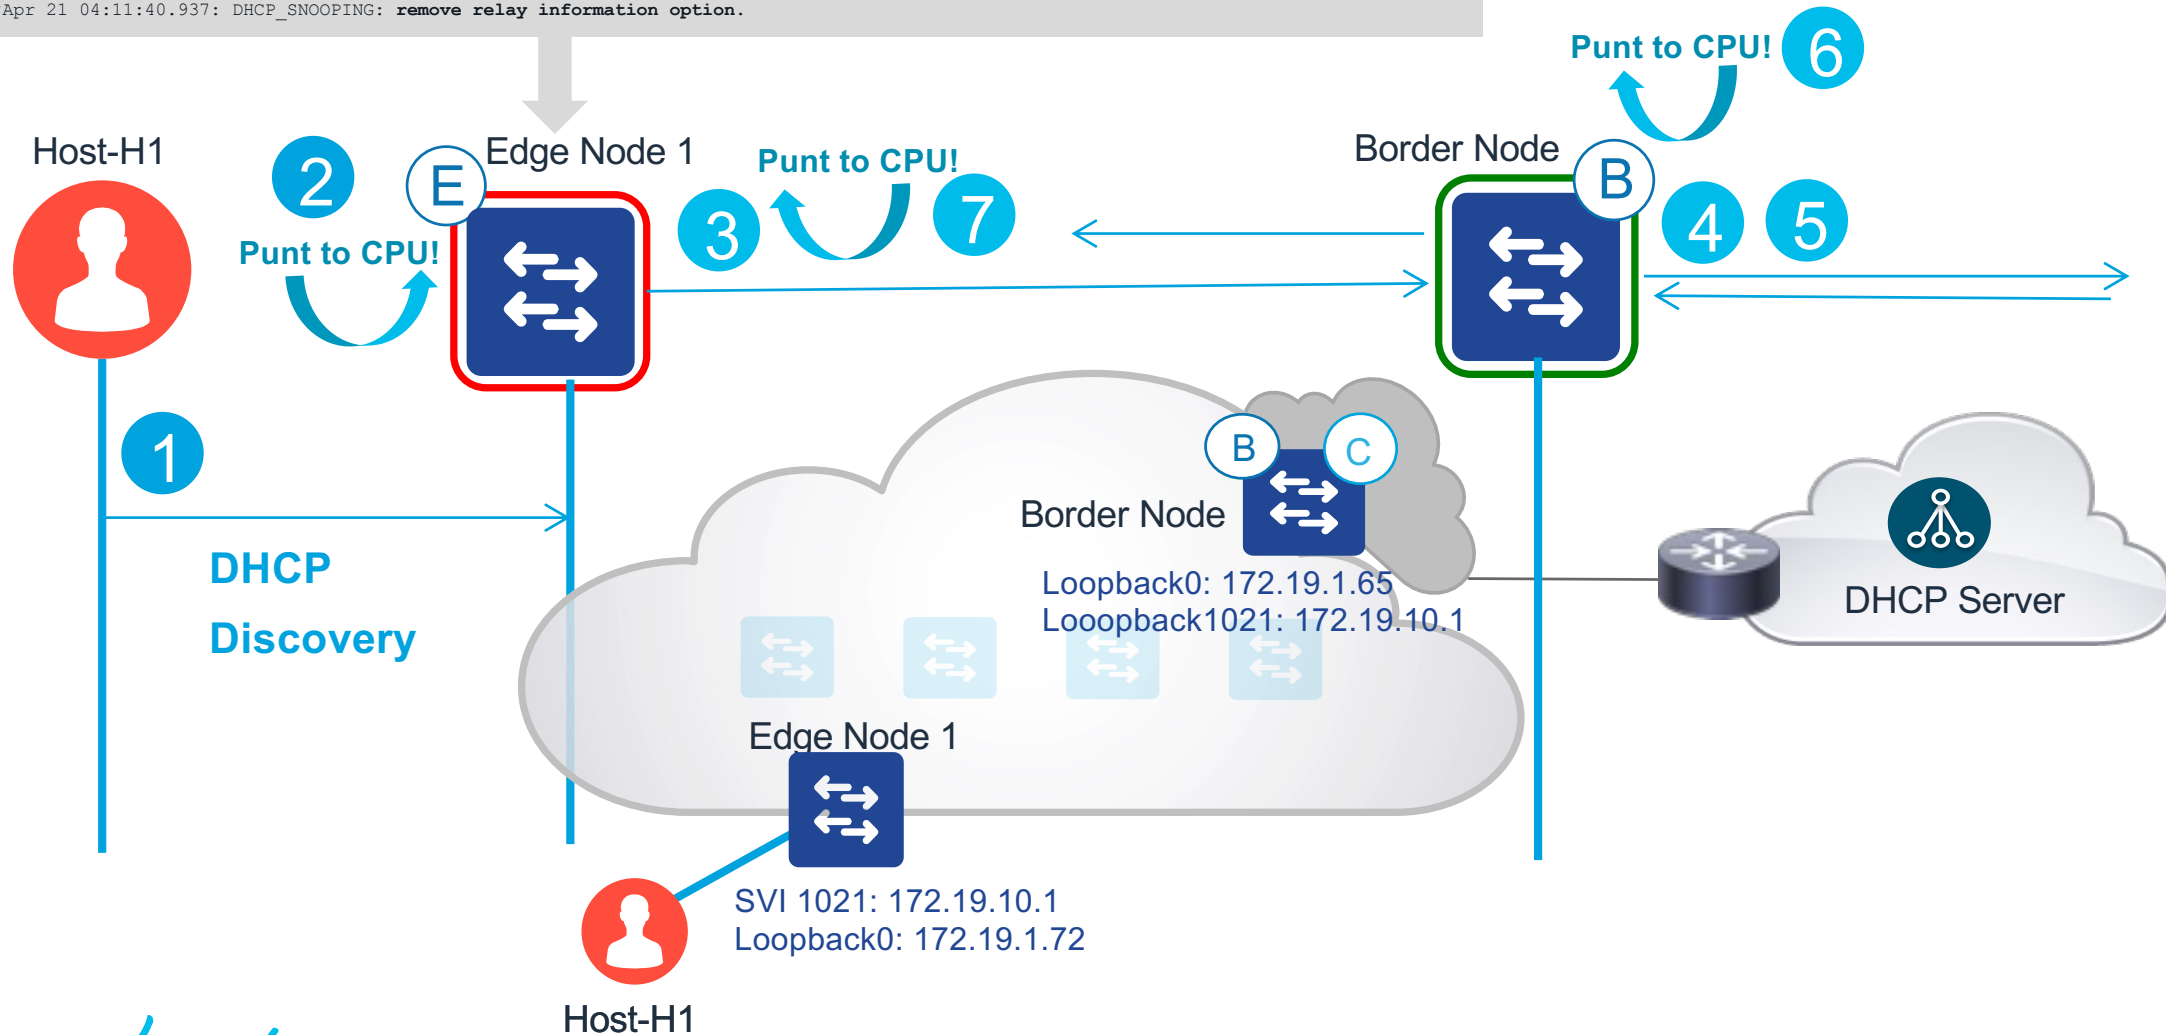 Apr 21 04:11:40.937: DHCP_SNOOPING: remove relay information option.
Punt to CPU!
6
Host-H1
2
E
Edge Node 1
Punt to CPU!
Border Node
B
3
7
4
5
Punt to CPU!
1
B
C
Border Node
DHCP
Discovery
Loopback0: 172.19.1.65
Looopback1021: 172.19.10.1
DHCP Server
Edge Node 1
SVI 1021: 172.19.10.1
Loopback0: 172.19.1.72
Host-H1